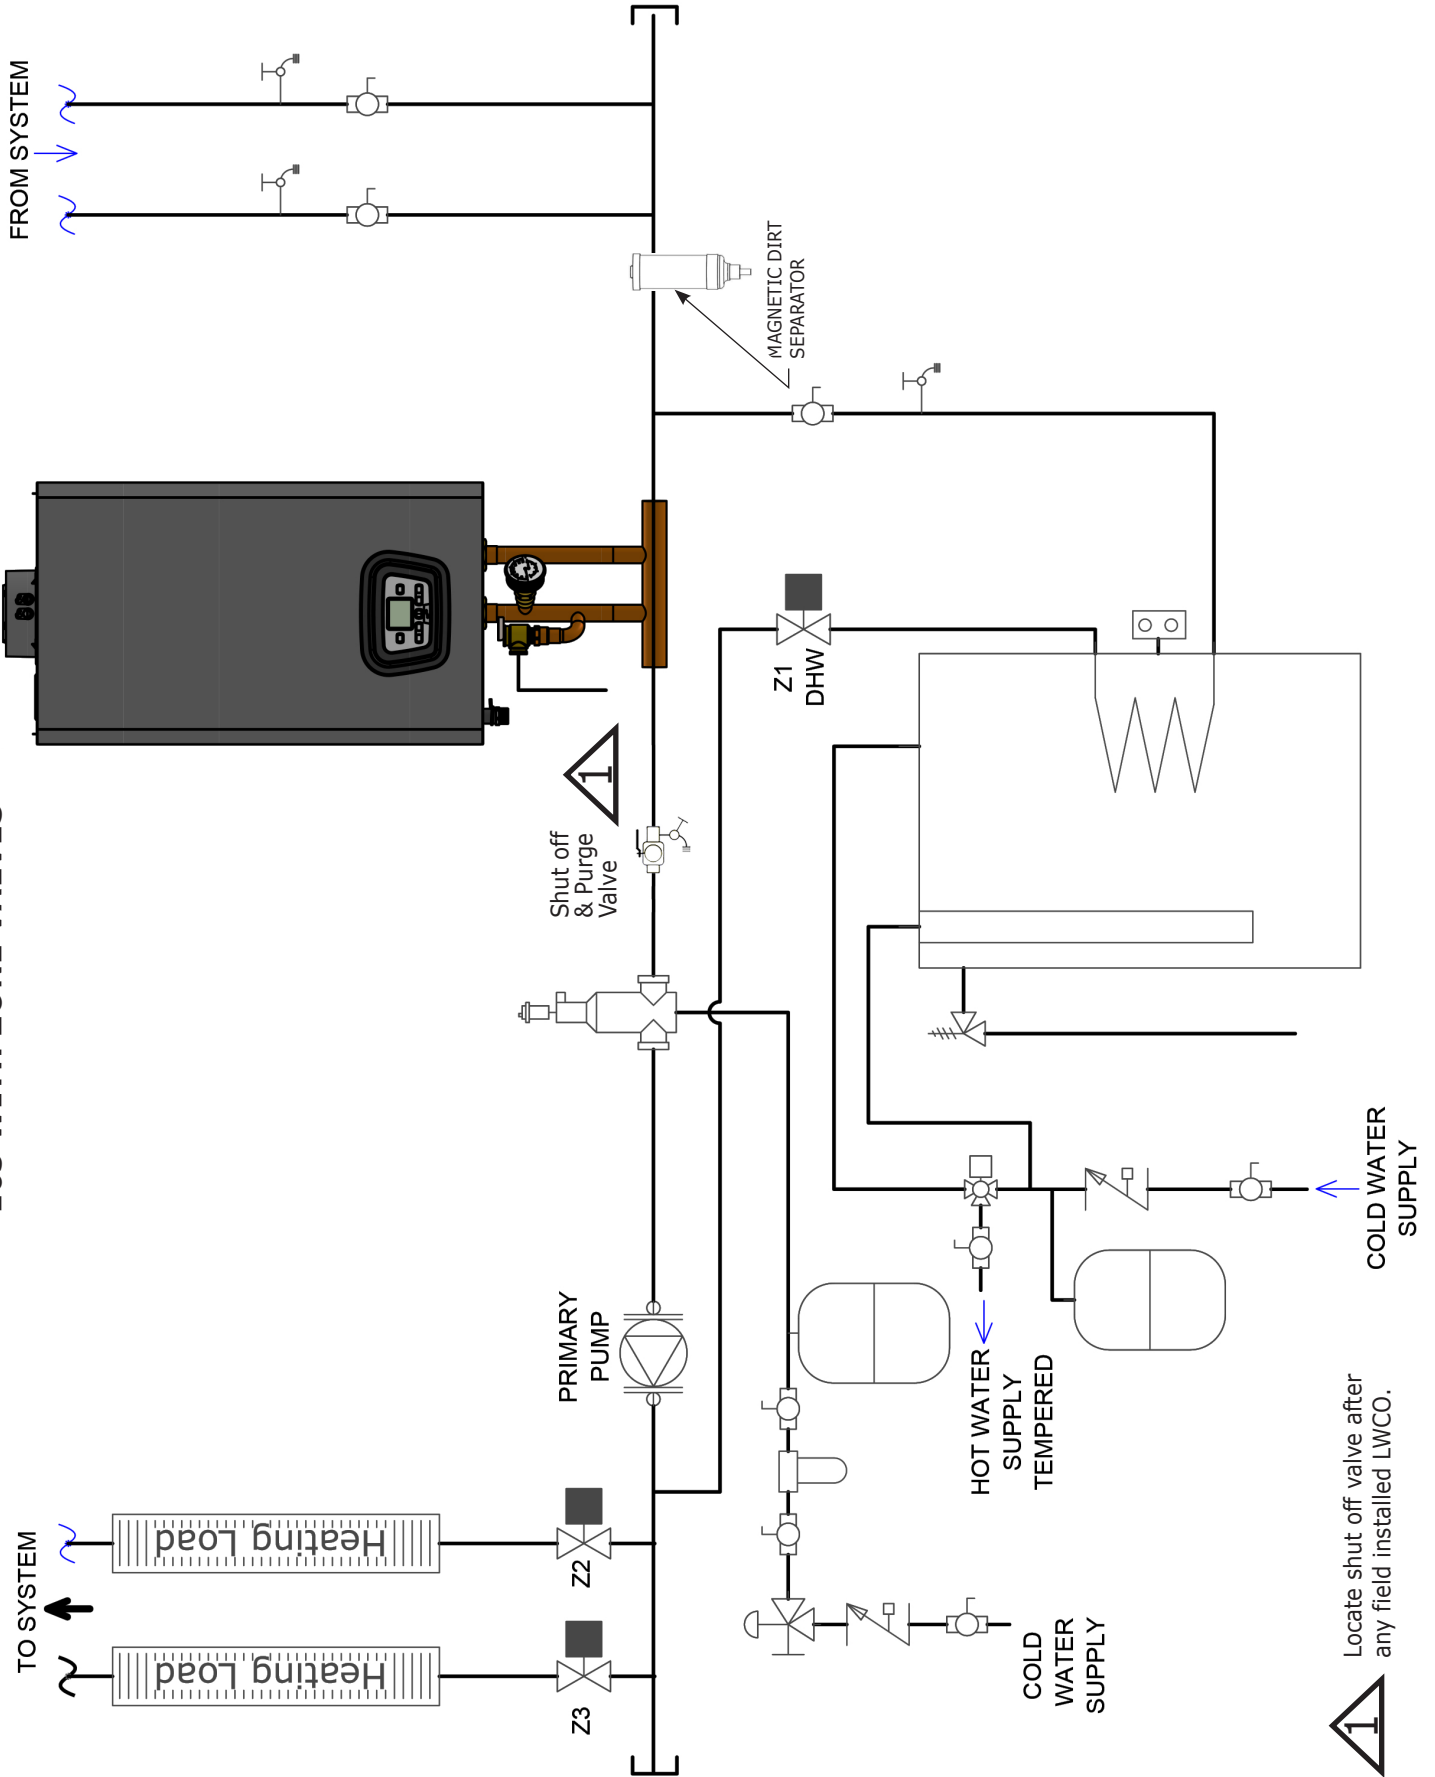 FROM SYSTEM
MAGNETIC DIRT
SEPARATOR
Z1
DHW
1
Shut off
& Purge
Valve
PRIMARY
PUMP
TO SYSTEM
Heating Load
Heating Load
Z2
Z3
COLD
WATER
SUPPLY
HOT WATER
SUPPLY
TEMPERED
COLD WATER
SUPPLY
1
Locate shut off valve after
any field installed LWCO.